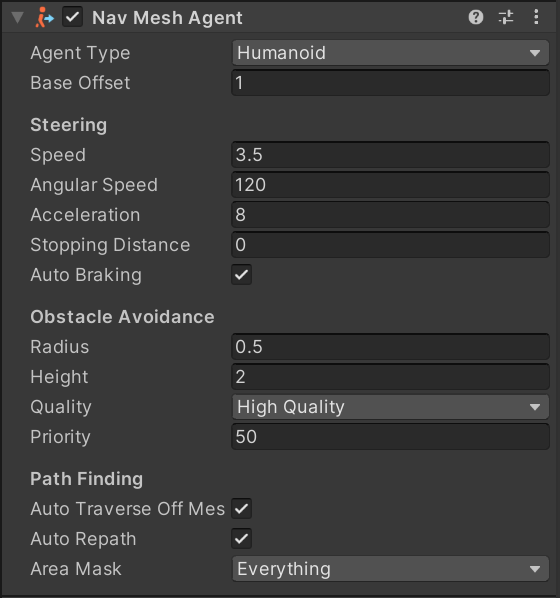 Nav Mesh Agent
Agent Type Humanoid
Base Offset 1
Steering
Speed 3.5
Angular Speed 120
Acceleration 8
Stopping Distance 0
Auto Braking
Obstacle Avoidance
Radius 0.5
Height 2
Quality High Quality
Priority 50
Path Finding
Auto Traverse Off Mes
Auto Repath
Area Mask Everything